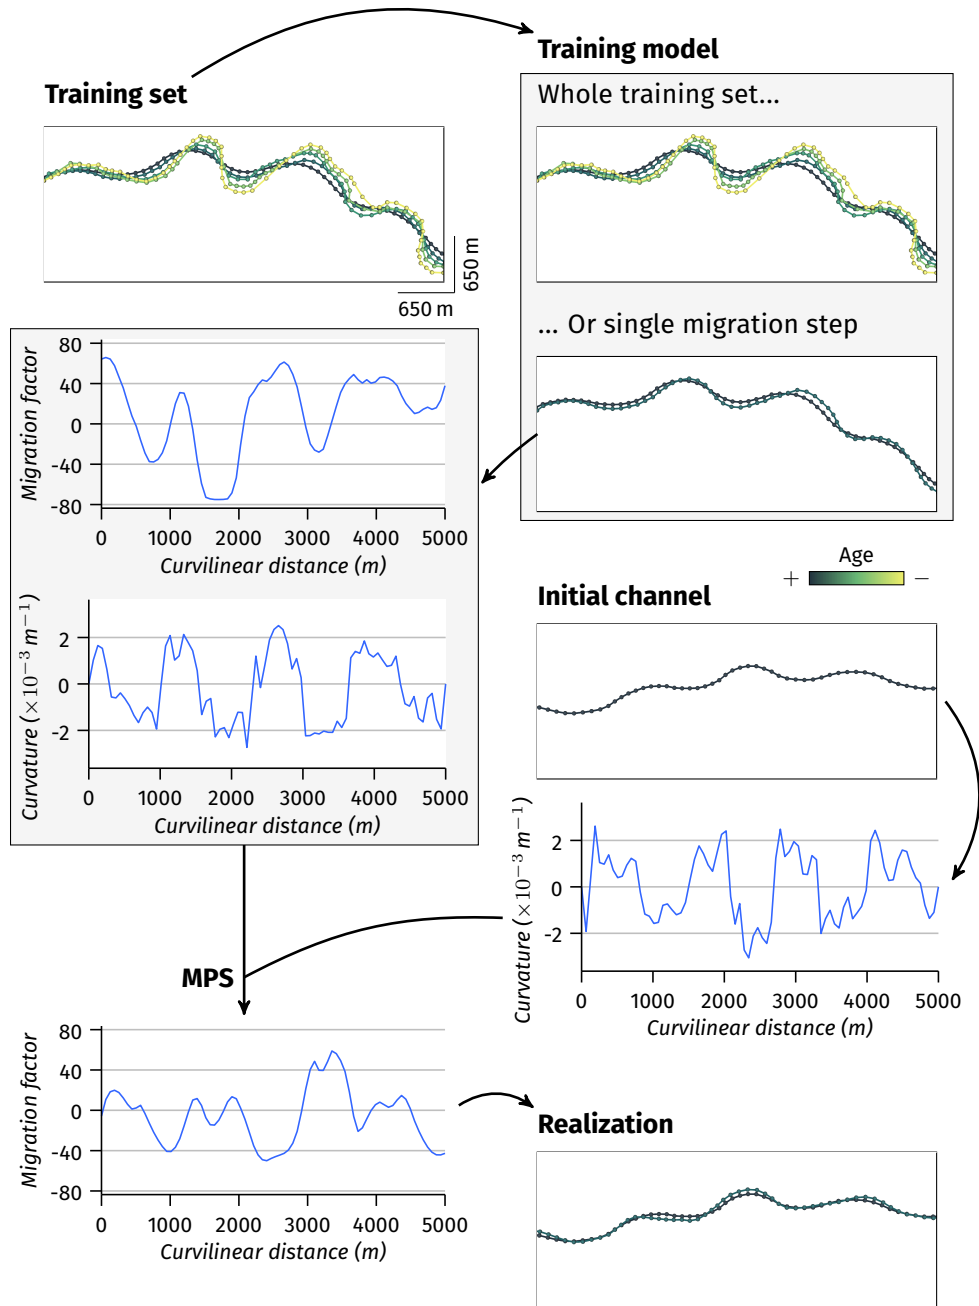 Training model
Training set
Whole training set...
650 m
650 m
... Or single migration step
80
40
0
-40
-80
Migration factor
0 1000 2000 3000 4000 5000
Curvilinear distance (m)
2
0
-2
Curvature (×10⁻³ m⁻¹)
0 1000 2000 3000 4000 5000
Curvilinear distance (m)
Age
+ −
Initial channel
2
0
-2
Curvature (×10⁻³ m⁻¹)
0 1000 2000 3000 4000 5000
Curvilinear distance (m)
MPS
80
40
0
-40
-80
Migration factor
0 1000 2000 3000 4000 5000
Curvilinear distance (m)
Realization